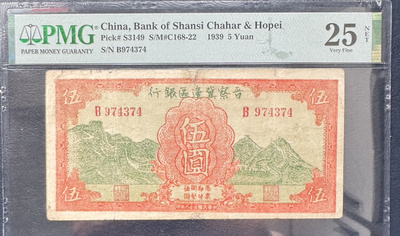 PMG
PAPER MONEY GUARANTY
China, Bank of Shansi Chahar & Hopei
Pick# S3149 S/M#C168-22 1939 5 Yuan
S/N B974374
25 NET
Very Fine
行銀區邊冀察晉
伍 伍
B 974374 B 974374
伍圓
伍 伍